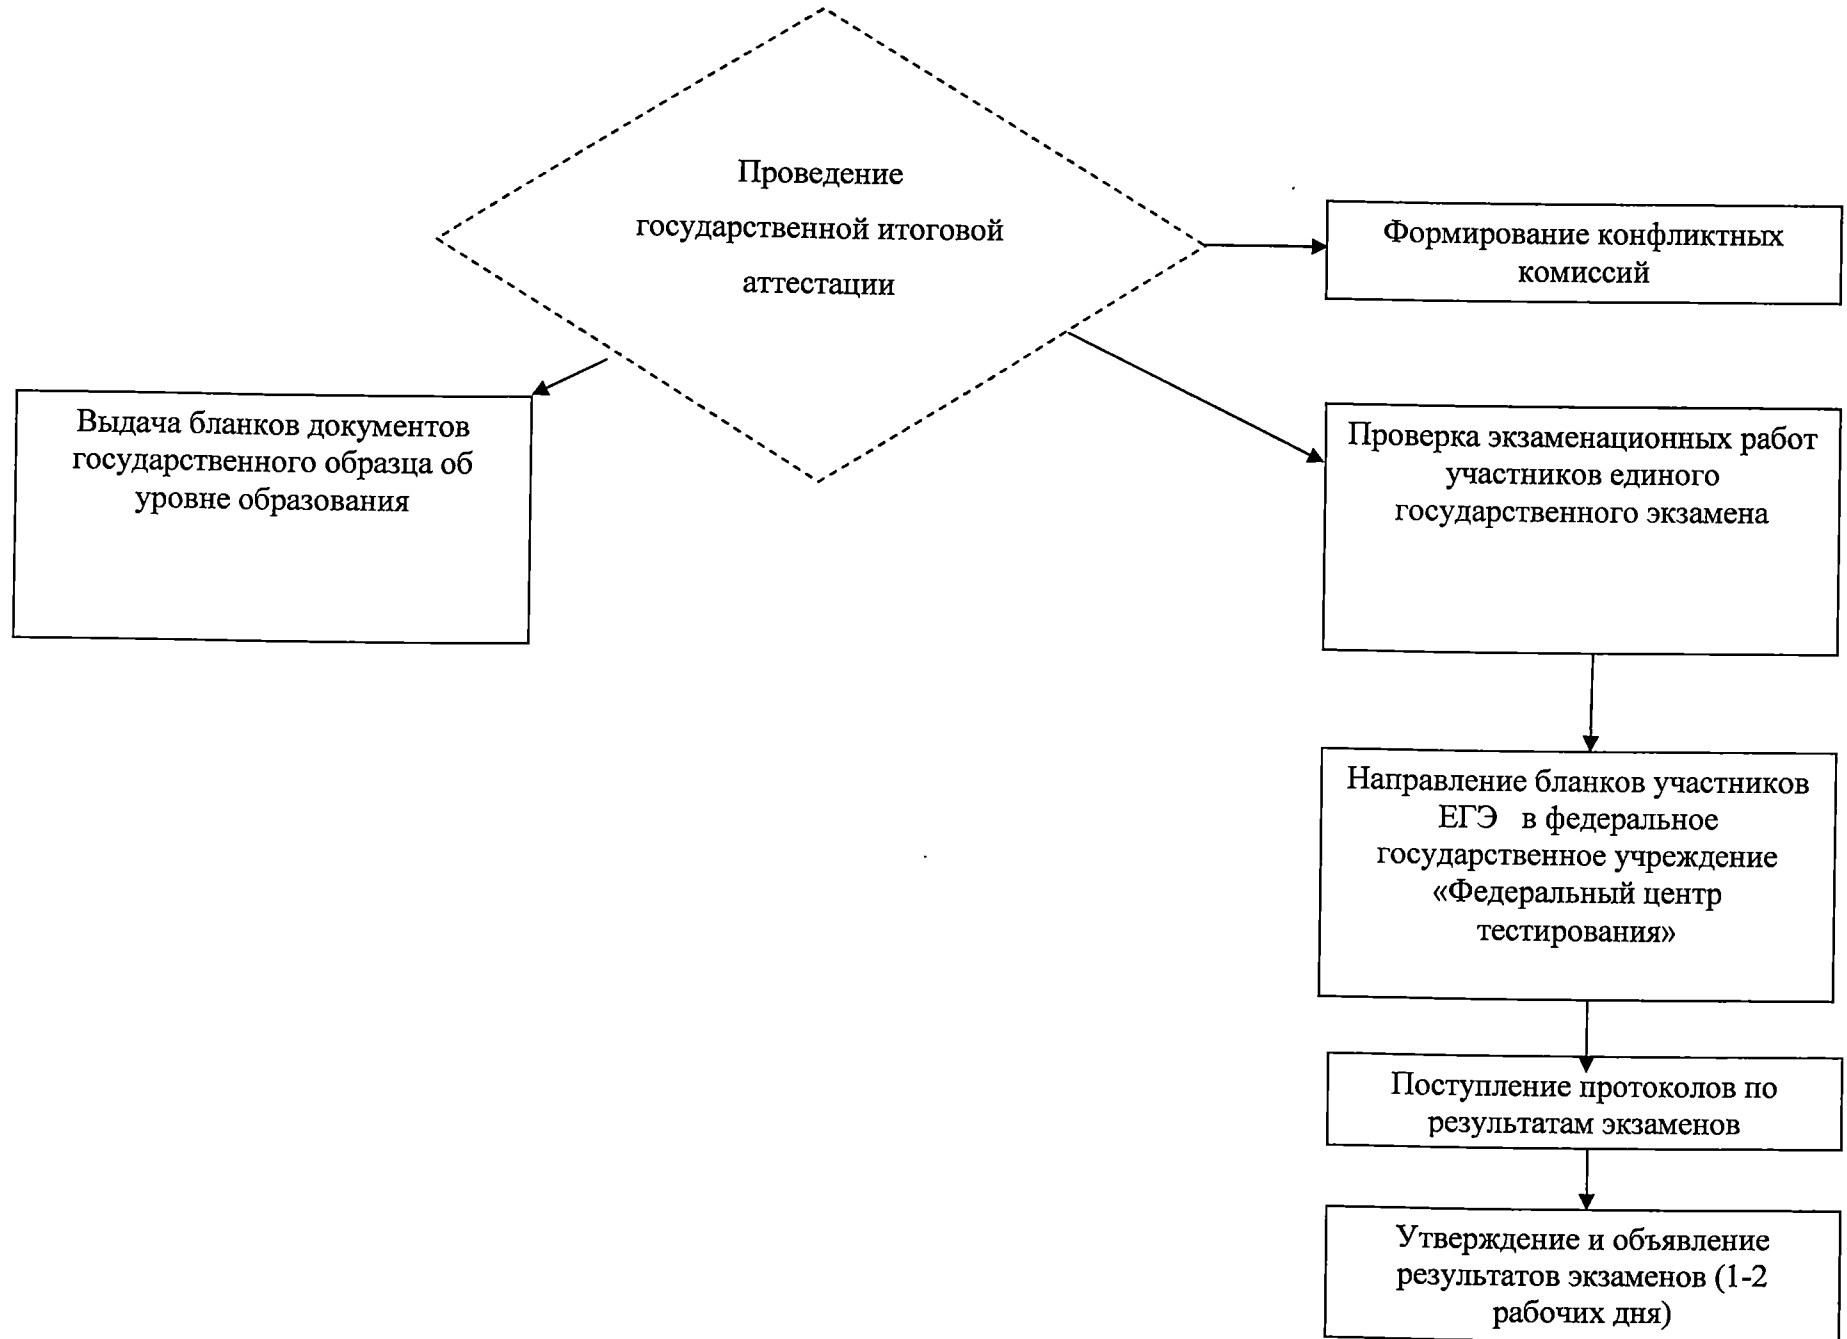 Проведение
государственной итоговой
аттестации
Формирование конфликтных
комиссий
Выдача бланков документов
государственного образца об
уровне образования
Проверка экзаменационных работ
участников единого
государственного экзамена
Направление бланков участников
ЕГЭ в федеральное
государственное учреждение
«Федеральный центр
тестирования»
Поступление протоколов по
результатам экзаменов
Утверждение и объявление
результатов экзаменов (1-2
рабочих дня)